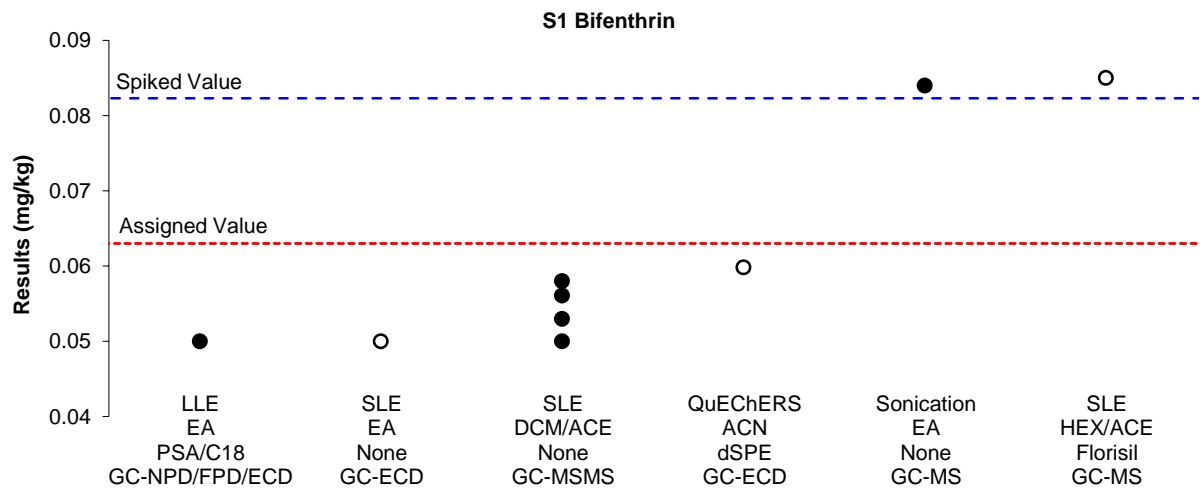 S1 Bifenthrin
0.09
Spiked Value
0.08
0.07
Assigned Value
0.06
0.05
0.04
Results (mg/kg)
LLE SLE SLE QuEChERS Sonication SLE
EA EA DCM/ACE ACN EA HEX/ACE
PSA/C18 None None dSPE None Florisil
GC-NPD/FPD/ECD GC-ECD GC-MSMS GC-ECD GC-MS GC-MS